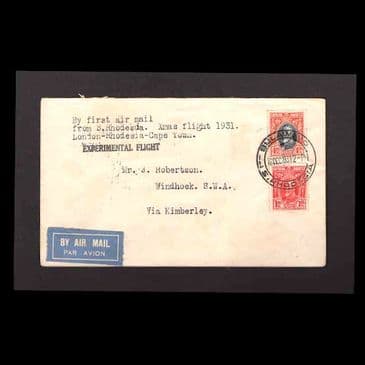 By first air mail
from S.Rhodesda. Xmas flight 1931.
London-Rhodesia-Cape Town.
EXPERIMENTAL FLIGHT
Mr. S. Robertson.
Windhoek. S.W.A.
Via Kimberley.
BY AIR MAIL
PAR AVION